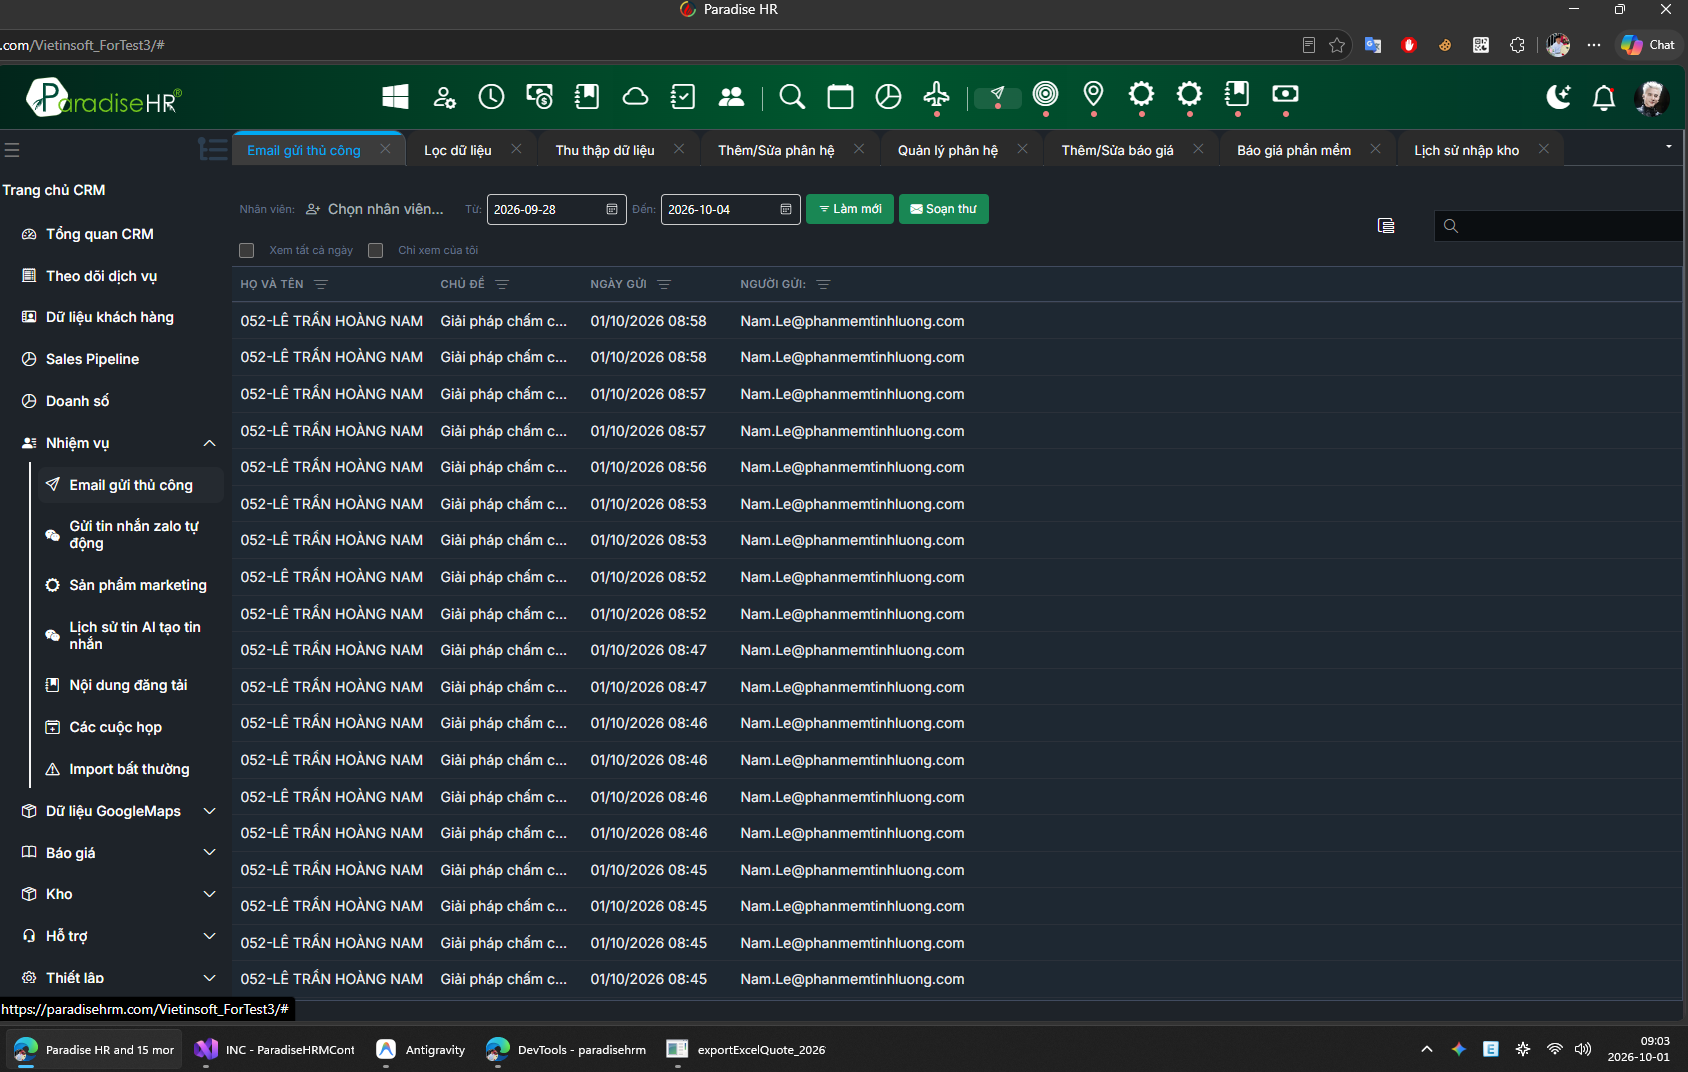 Paradise HR
.com/Vietinsoft_ForTest3/#
Chat
ParadiseHR®
Email gửi thủ công
Lọc dữ liệu
Thu thập dữ liệu
Thêm/Sửa phân hệ
Quản lý phân hệ
Thêm/Sửa báo giá
Báo giá phần mềm
Lịch sử nhập kho
Trang chủ CRM
Tổng quan CRM
Theo dõi dịch vụ
Dữ liệu khách hàng
Sales Pipeline
Doanh số
Nhiệm vụ
Email gửi thủ công
Gửi tin nhắn zalo tự
động
Sản phẩm marketing
Lịch sử tin AI tạo tin
nhắn
Nội dung đăng tải
Các cuộc họp
Import bất thường
Dữ liệu GoogleMaps
Báo giá
Kho
Hỗ trợ
Thiết lập
Nhân viên: Chọn nhân viên... Từ: 2026-09-28 Đến: 2026-10-04 Làm mới Soạn thư
Xem tất cả ngày Chỉ xem của tôi
HỌ VÀ TÊN CHỦ ĐỀ NGÀY GỬI NGƯỜI GỬI:
052-LÊ TRẦN HOÀNG NAM Giải pháp chấm c... 01/10/2026 08:58 Nam.Le@phanmemtinhluong.com
052-LÊ TRẦN HOÀNG NAM Giải pháp chấm c... 01/10/2026 08:58 Nam.Le@phanmemtinhluong.com
052-LÊ TRẦN HOÀNG NAM Giải pháp chấm c... 01/10/2026 08:57 Nam.Le@phanmemtinhluong.com
052-LÊ TRẦN HOÀNG NAM Giải pháp chấm c... 01/10/2026 08:57 Nam.Le@phanmemtinhluong.com
052-LÊ TRẦN HOÀNG NAM Giải pháp chấm c... 01/10/2026 08:56 Nam.Le@phanmemtinhluong.com
052-LÊ TRẦN HOÀNG NAM Giải pháp chấm c... 01/10/2026 08:53 Nam.Le@phanmemtinhluong.com
052-LÊ TRẦN HOÀNG NAM Giải pháp chấm c... 01/10/2026 08:53 Nam.Le@phanmemtinhluong.com
052-LÊ TRẦN HOÀNG NAM Giải pháp chấm c... 01/10/2026 08:52 Nam.Le@phanmemtinhluong.com
052-LÊ TRẦN HOÀNG NAM Giải pháp chấm c... 01/10/2026 08:52 Nam.Le@phanmemtinhluong.com
052-LÊ TRẦN HOÀNG NAM Giải pháp chấm c... 01/10/2026 08:47 Nam.Le@phanmemtinhluong.com
052-LÊ TRẦN HOÀNG NAM Giải pháp chấm c... 01/10/2026 08:47 Nam.Le@phanmemtinhluong.com
052-LÊ TRẦN HOÀNG NAM Giải pháp chấm c... 01/10/2026 08:46 Nam.Le@phanmemtinhluong.com
052-LÊ TRẦN HOÀNG NAM Giải pháp chấm c... 01/10/2026 08:46 Nam.Le@phanmemtinhluong.com
052-LÊ TRẦN HOÀNG NAM Giải pháp chấm c... 01/10/2026 08:46 Nam.Le@phanmemtinhluong.com
052-LÊ TRẦN HOÀNG NAM Giải pháp chấm c... 01/10/2026 08:46 Nam.Le@phanmemtinhluong.com
052-LÊ TRẦN HOÀNG NAM Giải pháp chấm c... 01/10/2026 08:45 Nam.Le@phanmemtinhluong.com
052-LÊ TRẦN HOÀNG NAM Giải pháp chấm c... 01/10/2026 08:45 Nam.Le@phanmemtinhluong.com
052-LÊ TRẦN HOÀNG NAM Giải pháp chấm c... 01/10/2026 08:45 Nam.Le@phanmemtinhluong.com
052-LÊ TRẦN HOÀNG NAM Giải pháp chấm c... 01/10/2026 08:45 Nam.Le@phanmemtinhluong.com
https://paradisehrm.com/Vietinsoft_ForTest3/#
Paradise HR and 15 mor
INC - ParadiseHRMCont
Antigravity
DevTools - paradisehrm
exportExcelQuote_2026
09:03
2026-10-01